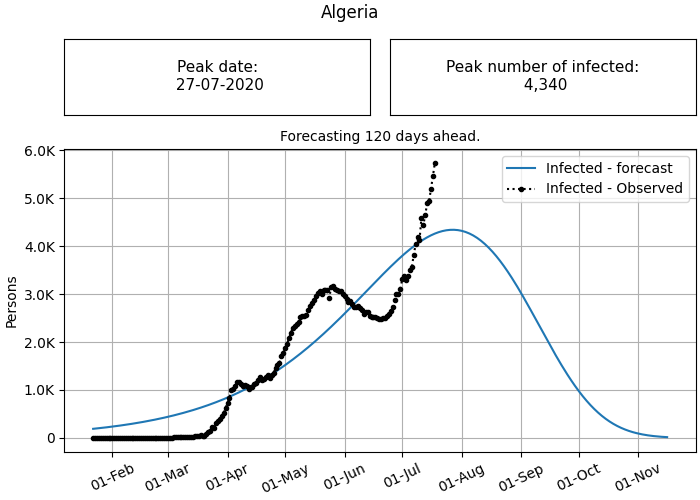 Algeria
Peak date:
27-07-2020
Peak number of infected:
4,340
Forecasting 120 days ahead.
6.0K
5.0K
4.0K
3.0K
2.0K
1.0K
0
Persons
Infected - forecast
Infected - Observed
01-Feb
01-Mar
01-Apr
01-May
01-Jun
01-Jul
01-Aug
01-Sep
01-Oct
01-Nov